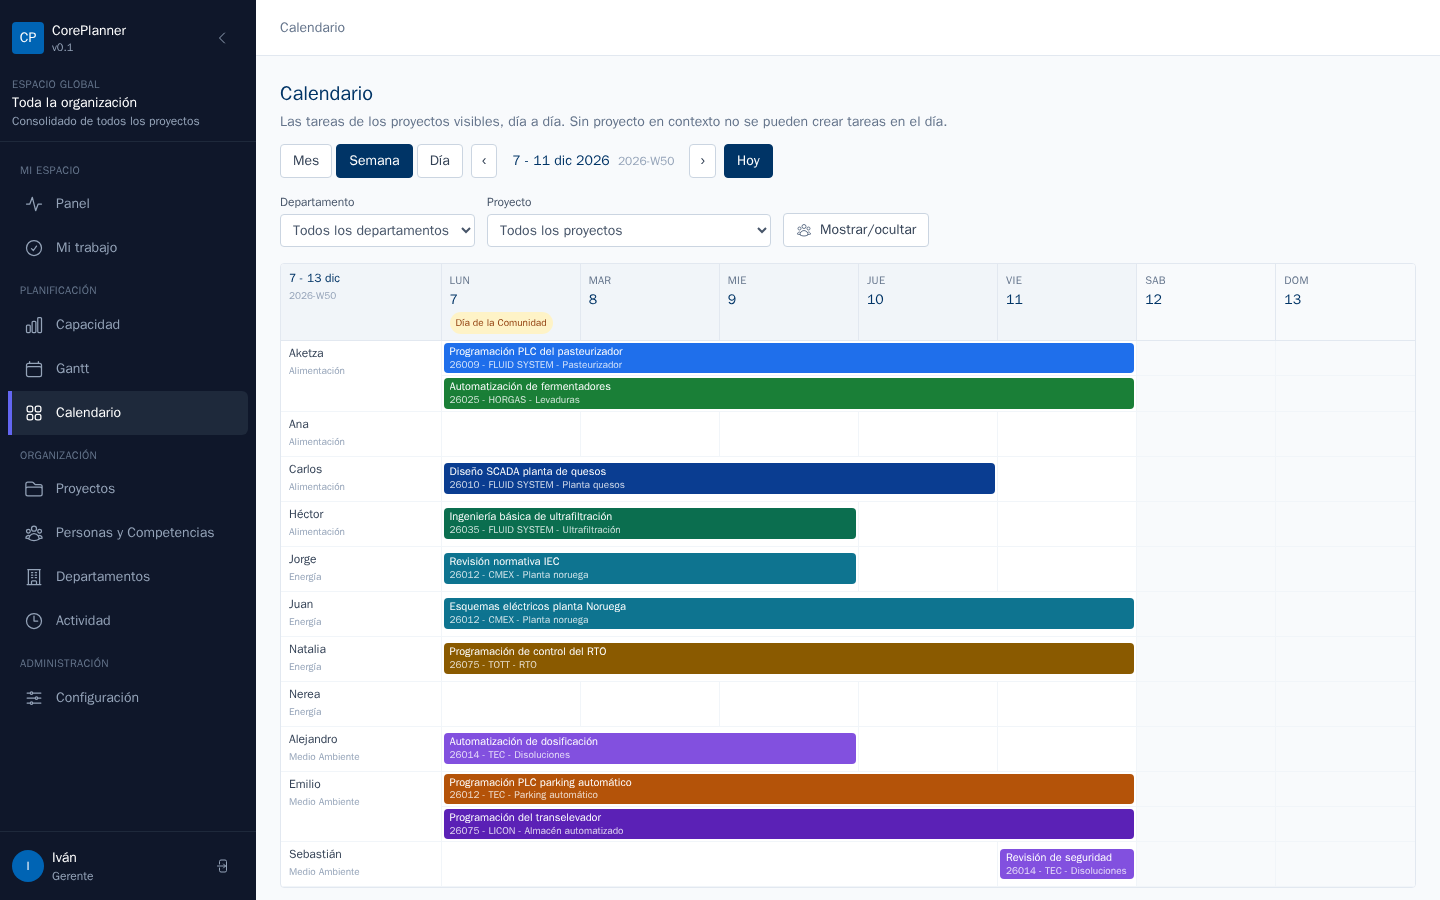 CP
CorePlanner
v0.1
ESPACIO GLOBAL
Toda la organización
Consolidado de todos los proyectos
MI ESPACIO
Panel
Mi trabajo
PLANIFICACIÓN
Capacidad
Gantt
Calendario
ORGANIZACIÓN
Proyectos
Personas y Competencias
Departamentos
Actividad
ADMINISTRACIÓN
Configuración
I
Iván
Gerente
Calendario
Calendario
Las tareas de los proyectos visibles, día a día. Sin proyecto en contexto no se pueden crear tareas en el día.
Mes Semana Día ‹ 7 - 11 dic 2026 2026-W50 › Hoy
Departamento Proyecto
Todos los departamentos Todos los proyectos Mostrar/ocultar
7 - 13 dic LUN MAR MIE JUE VIE SAB DOM
2026-W50 7 8 9 10 11 12 13
Día de la Comunidad
Aketza
Alimentación
Programación PLC del pasteurizador
26009 - FLUID SYSTEM - Pasteurizador
Automatización de fermentadores
26025 - HORGAS - Levaduras
Ana
Alimentación
Carlos
Alimentación
Diseño SCADA planta de quesos
26010 - FLUID SYSTEM - Planta quesos
Héctor
Alimentación
Ingeniería básica de ultrafiltración
26035 - FLUID SYSTEM - Ultrafiltración
Jorge
Energía
Revisión normativa IEC
26012 - CMEX - Planta noruega
Juan
Energía
Esquemas eléctricos planta Noruega
26012 - CMEX - Planta noruega
Natalia
Energía
Programación de control del RTO
26075 - TOTT - RTO
Nerea
Energía
Alejandro
Medio Ambiente
Automatización de dosificación
26014 - TEC - Disoluciones
Emilio
Medio Ambiente
Programación PLC parking automático
26012 - TEC - Parking automático
Programación del transelevador
26075 - LICON - Almacén automatizado
Sebastián
Medio Ambiente
Revisión de seguridad
26014 - TEC - Disoluciones